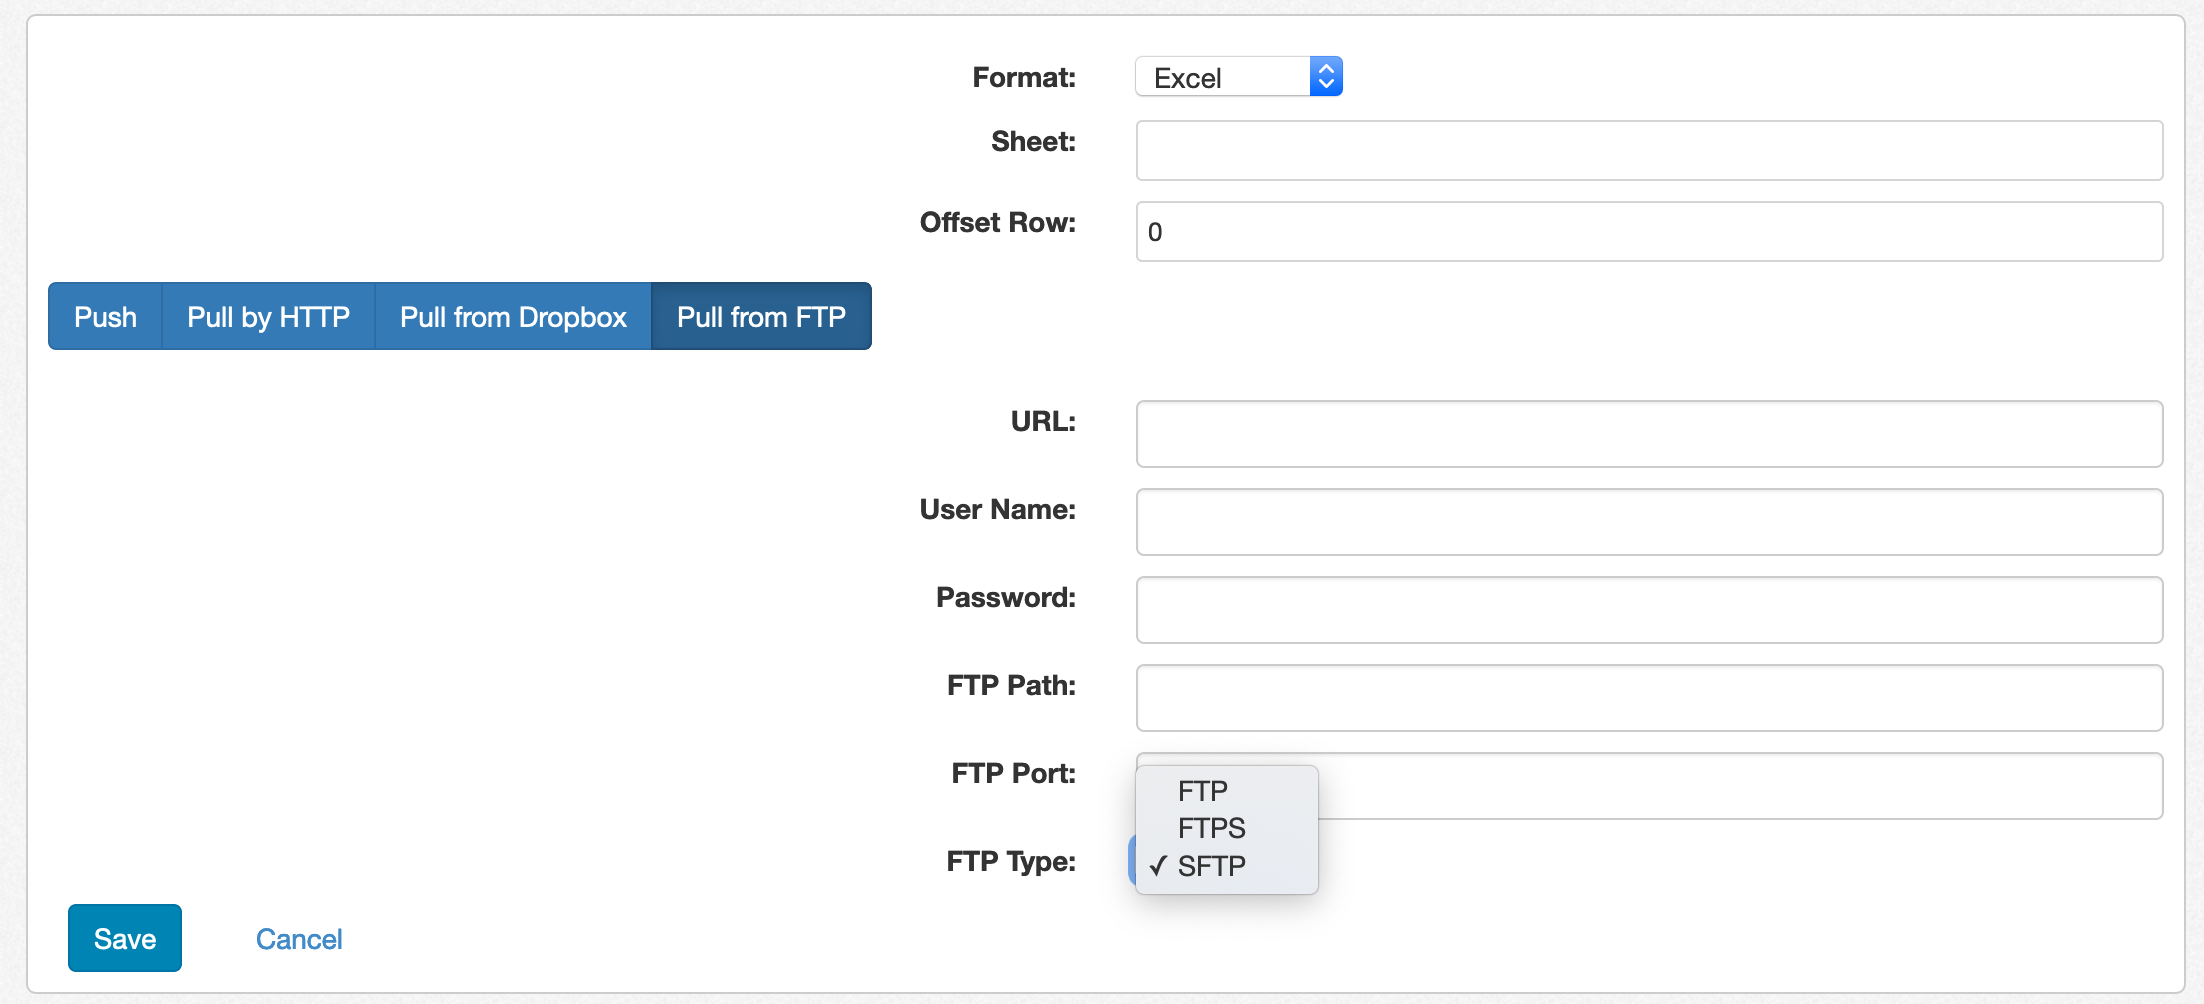 Format: Excel
Sheet:
Offset Row: 0
Push Pull by HTTP Pull from Dropbox Pull from FTP
URL:
User Name:
Password:
FTP Path:
FTP Port:
FTP
FTPS
FTP Type: ✓ SFTP
Save Cancel